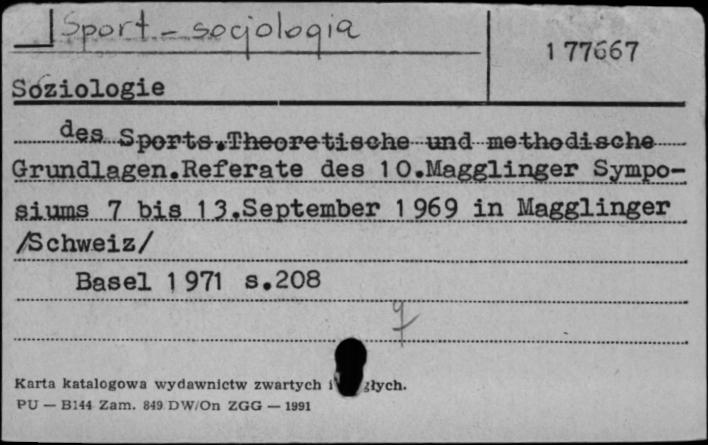 Sport - socjologia
177667
Soziologie
des Sports.Theoretische und methodische
Grundlagen.Referate des 10.Magglinger Sympo-
siums 7 bis 13.September 1969 in Magglinger
/Schweiz/
Basel 1971 s.208
Karta katalogowa wydawnictw zwartych i głych.
PU — B144 Zam. 849 DW/On ZGG — 1991